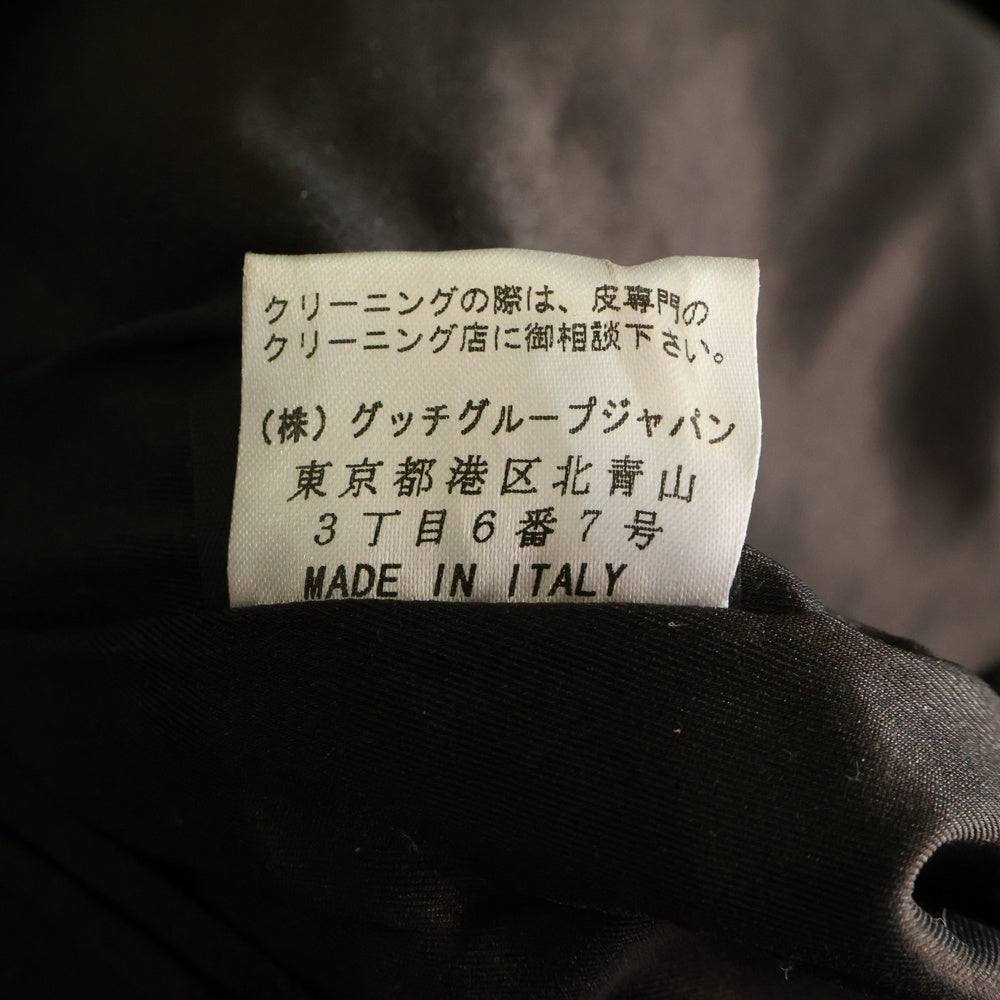 クリーニングの際は、皮専門の
クリーニング店に御相談下さい。
（株）グッチグループジャパン
東京都港区北青山
３丁目６番７号
MADE IN ITALY